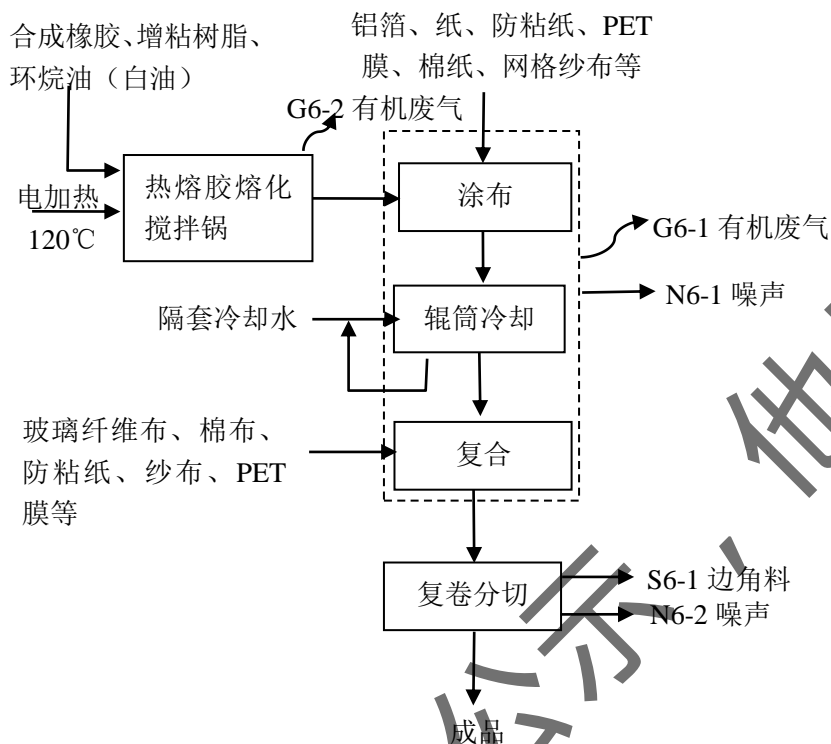 合成橡胶、增粘树脂、
环烷油（白油）
铝箔、纸、防粘纸、PET
膜、棉纸、网格纱布等
G6-2 有机废气
电加热
120℃
热熔胶熔化
搅拌锅
涂布
G6-1 有机废气
N6-1 噪声
隔套冷却水
辊筒冷却
玻璃纤维布、棉布、
防粘纸、纱布、PET
膜等
复合
复卷分切
S6-1 边角料
N6-2 噪声
成品
公示，他